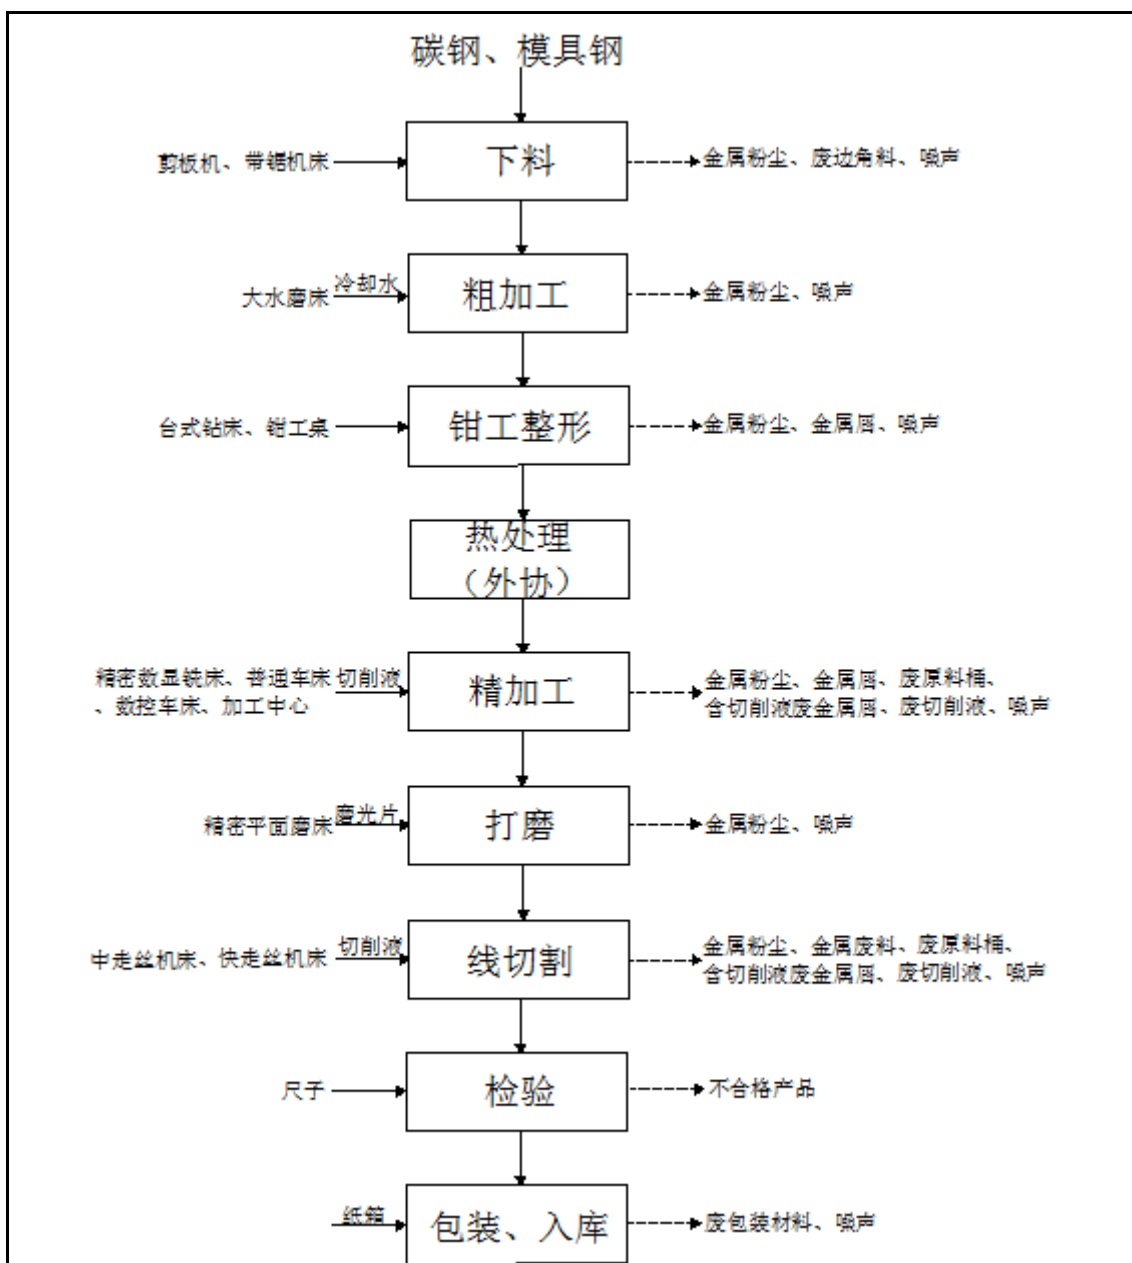 碳钢、模具钢
剪板机、带锯机床
下料
金属粉尘、废边角料、噪声
大水磨床
冷却水
粗加工
金属粉尘、噪声
台式钻床、钳工桌
钳工整形
金属粉尘、金属屑、噪声
热处理
（外协）
精密数显铣床、普通车床
、数控车床、加工中心
切削液
精加工
金属粉尘、金属屑、废原料桶、
含切削液废金属屑、废切削液、噪声
精密平面磨床
磨光片
打磨
金属粉尘、噪声
中走丝机床、快走丝机床
切削液
线切割
金属粉尘、金属废料、废原料桶、
含切削液废金属屑、废切削液、噪声
尺子
检验
不合格产品
纸箱
包装、入库
废包装材料、噪声